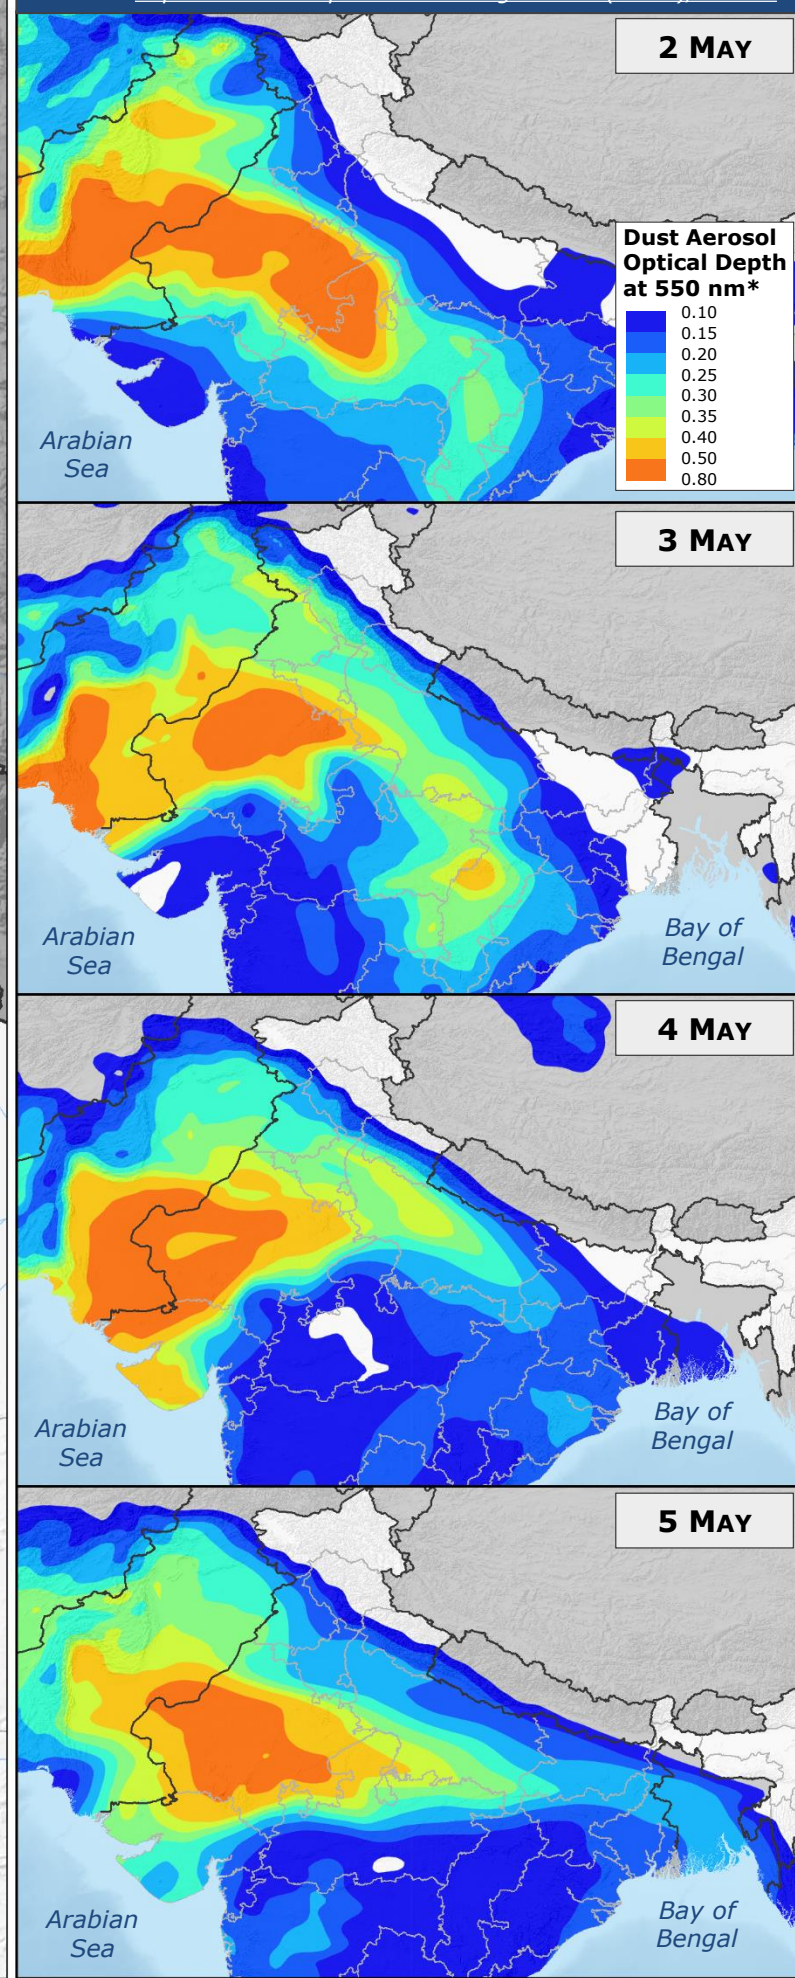 2 MAY
Dust Aerosol
Optical Depth
at 550 nm*
0.10
0.15
0.20
0.25
0.30
0.35
0.40
0.50
0.80
Arabian
Sea
3 MAY
Arabian
Sea
Bay of
Bengal
4 MAY
Arabian
Sea
Bay of
Bengal
5 MAY
Arabian
Sea
Bay of
Bengal